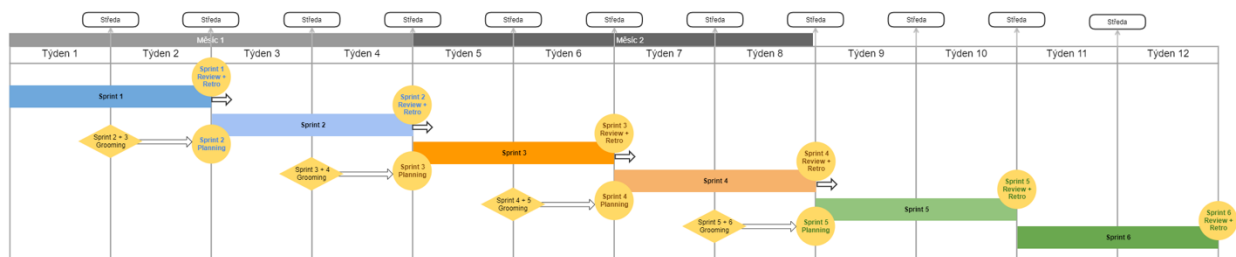 Středa Středa Středa Středa Středa Středa Středa Středa Středa Středa Středa
Měsíc 1 Měsíc 2
Týden 1 Týden 2 Týden 3 Týden 4 Týden 5 Týden 6 Týden 7 Týden 8 Týden 9 Týden 10 Týden 11 Týden 12
Sprint 1
Review +
Retro
Sprint 1
Sprint 2
Review +
Retro
Sprint 2
Sprint 2 + 3
Grooming
Sprint 2
Planning
Sprint 3
Review +
Retro
Sprint 3
Sprint 3 + 4
Grooming
Sprint 3
Planning
Sprint 4
Review +
Retro
Sprint 4
Sprint 4 + 5
Grooming
Sprint 4
Planning
Sprint 5
Review +
Retro
Sprint 5
Sprint 5 + 6
Grooming
Sprint 5
Planning
Sprint 6
Review +
Retro
Sprint 6